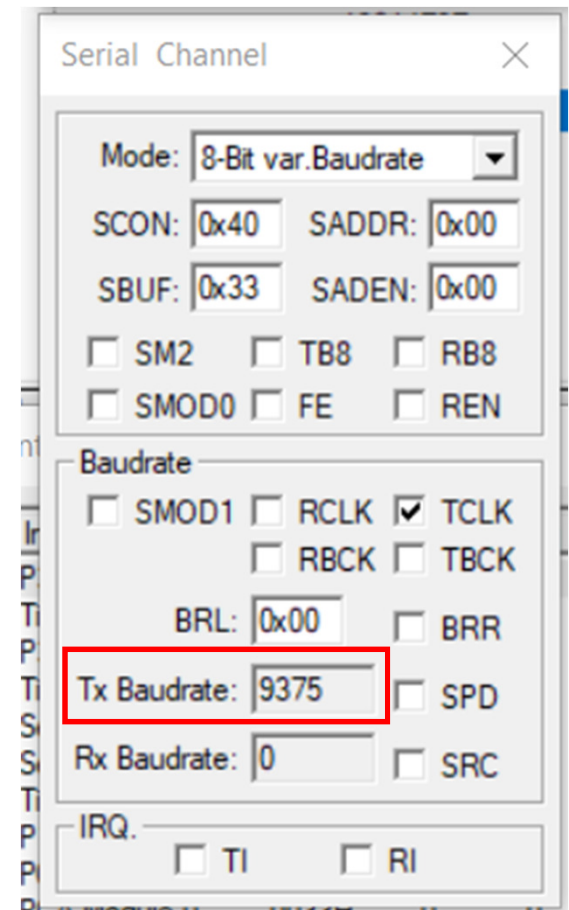 Serial Channel
Mode: 8-Bit var.Baudrate
SCON: 0x40 SADDR: 0x00
SBUF: 0x33 SADEN: 0x00
SM2 TB8 RB8
SMOD0 FE REN
Baudrate
SMOD1 RCLK TCLK
RBCK TBCK
BRL: 0x00 BRR
Tx Baudrate: 9375 SPD
Rx Baudrate: 0 SRC
IRQ.
TI RI